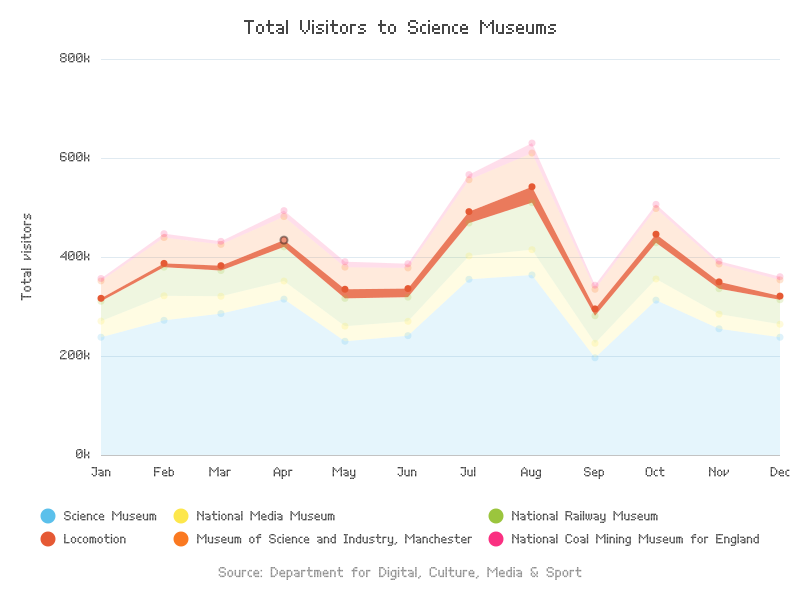 Total Visitors to Science Museums
800k
600k
400k
200k
0k
Total visitors
Jan Feb Mar Apr May Jun Jul Aug Sep Oct Nov Dec
Science Museum National Media Museum National Railway Museum
Locomotion Museum of Science and Industry, Manchester National Coal Mining Museum for England
Source: Department for Digital, Culture, Media & Sport